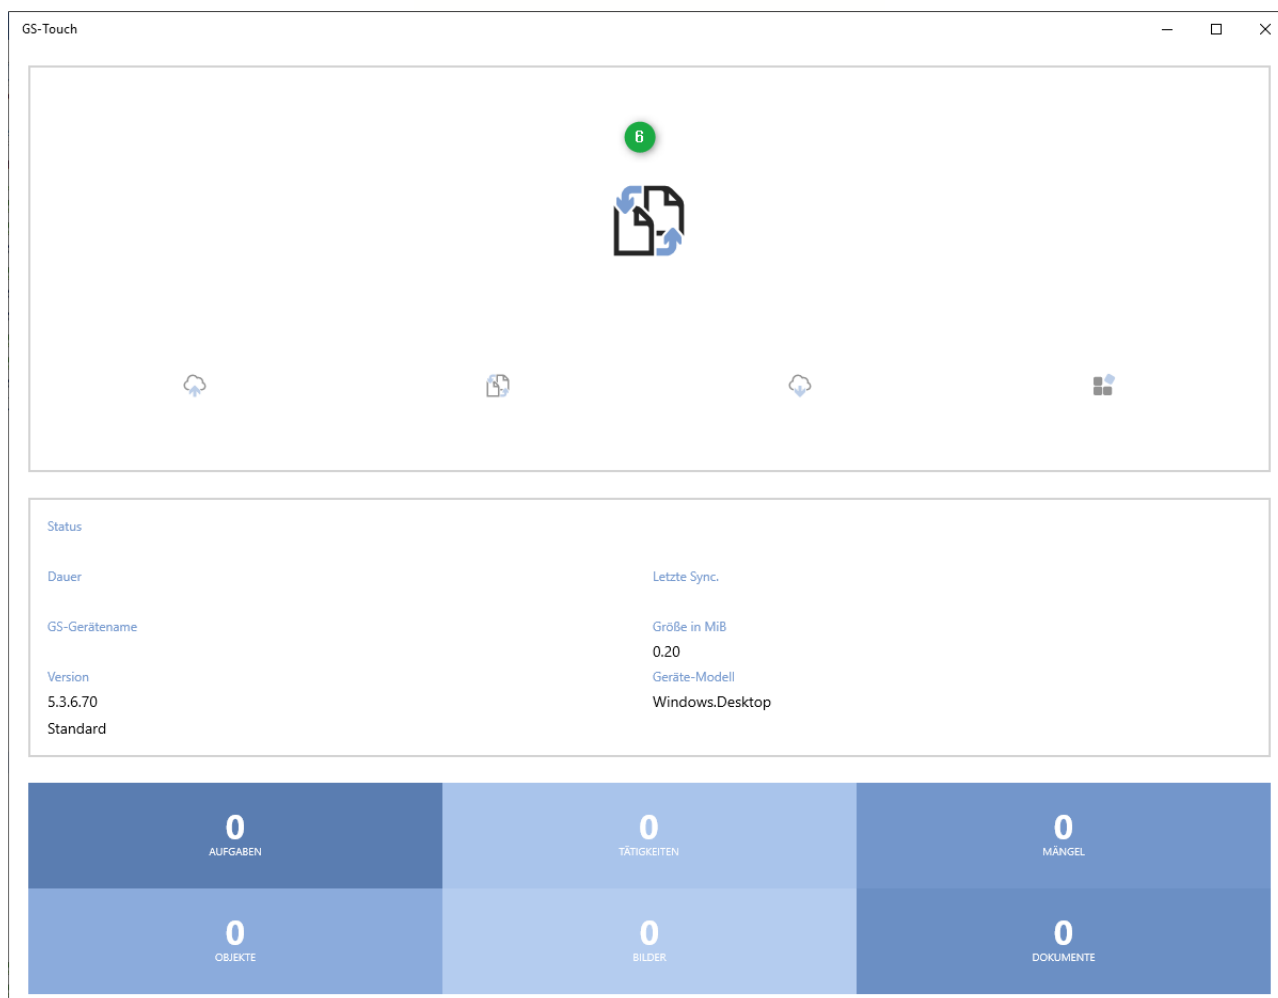 GS-Touch
6
Status
Dauer
Letzte Sync.
GS-Gerätename
Größe in MiB
0.20
Version
Geräte-Modell
5.3.6.70
Windows.Desktop
Standard
0
AUFGABEN
0
TÄTIGKEITEN
0
MÄNGEL
0
OBJEKTE
0
BILDER
0
DOKUMENTE